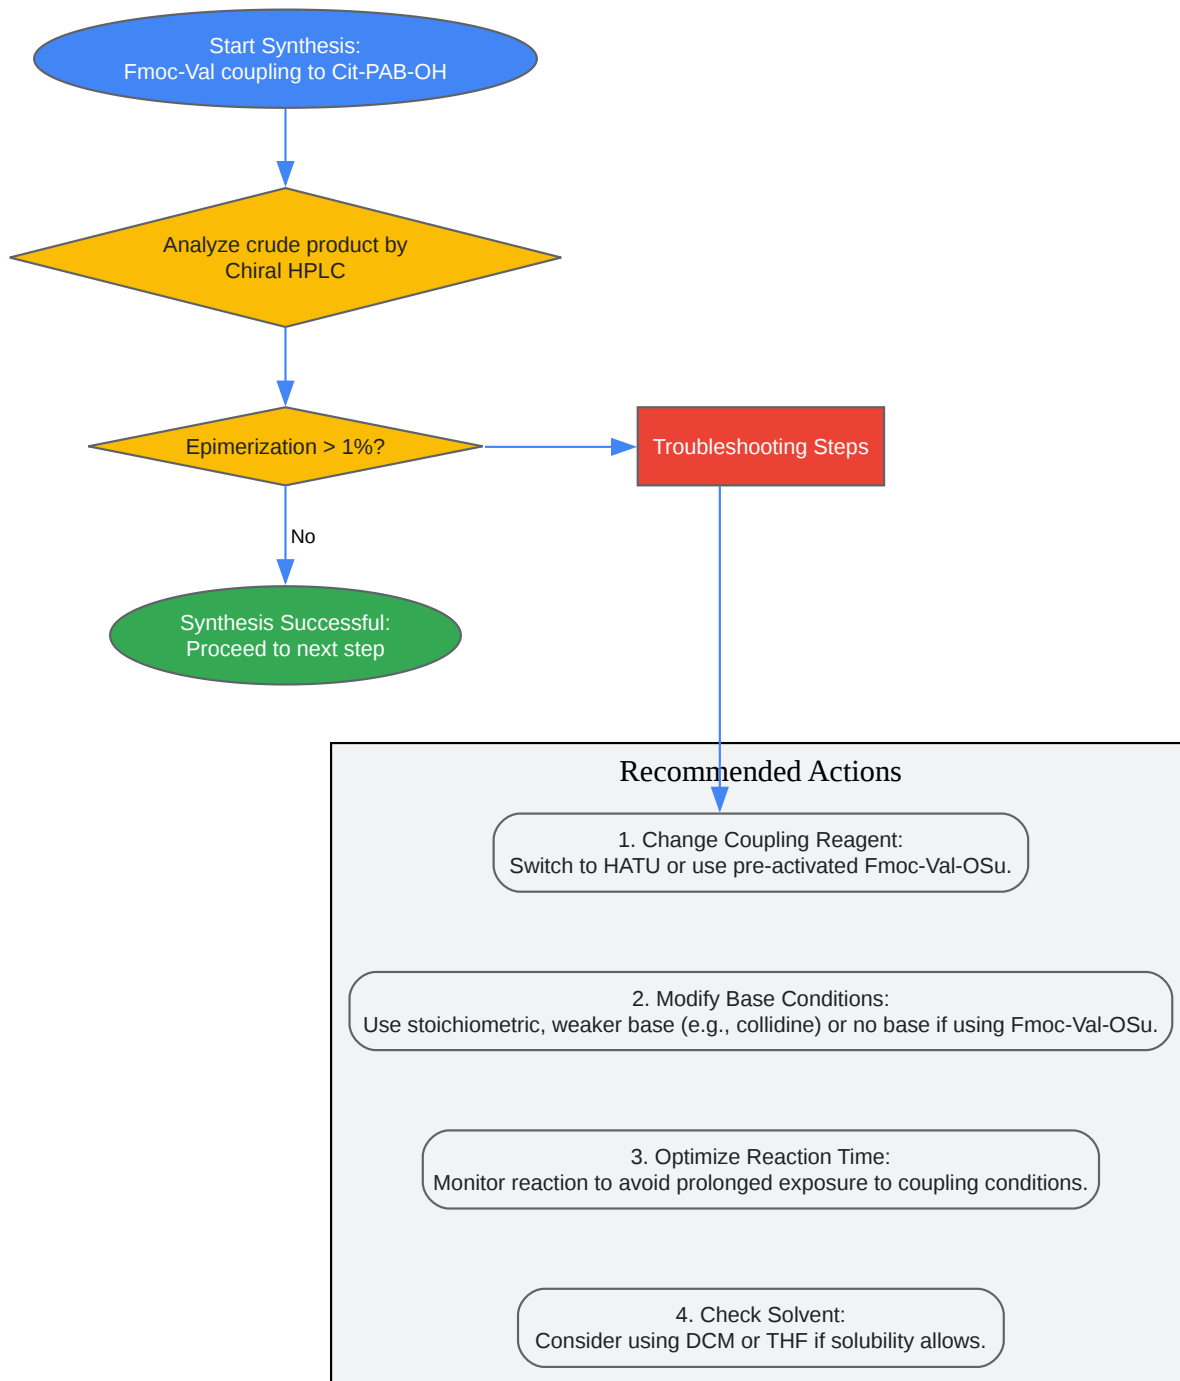 Start Synthesis:
Fmoc-Val coupling to Cit-PAB-OH
Analyze crude product by
Chiral HPLC
Epimerization > 1%?
Troubleshooting Steps
No
Synthesis Successful:
Proceed to next step
Recommended Actions
1. Change Coupling Reagent:
Switch to HATU or use pre-activated Fmoc-Val-OSu.
2. Modify Base Conditions:
Use stoichiometric, weaker base (e.g., collidine) or no base if using Fmoc-Val-OSu.
3. Optimize Reaction Time:
Monitor reaction to avoid prolonged exposure to coupling conditions.
4. Check Solvent:
Consider using DCM or THF if solubility allows.